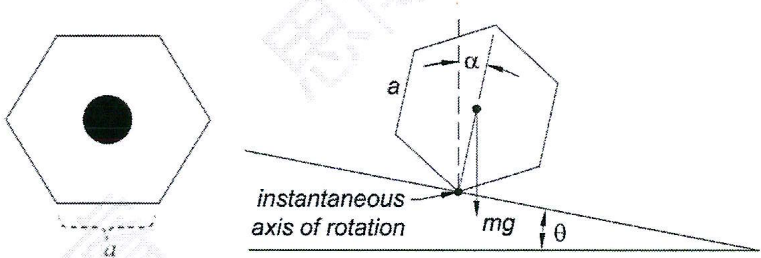 α
a
instantaneous
axis of rotation
mg
θ
a